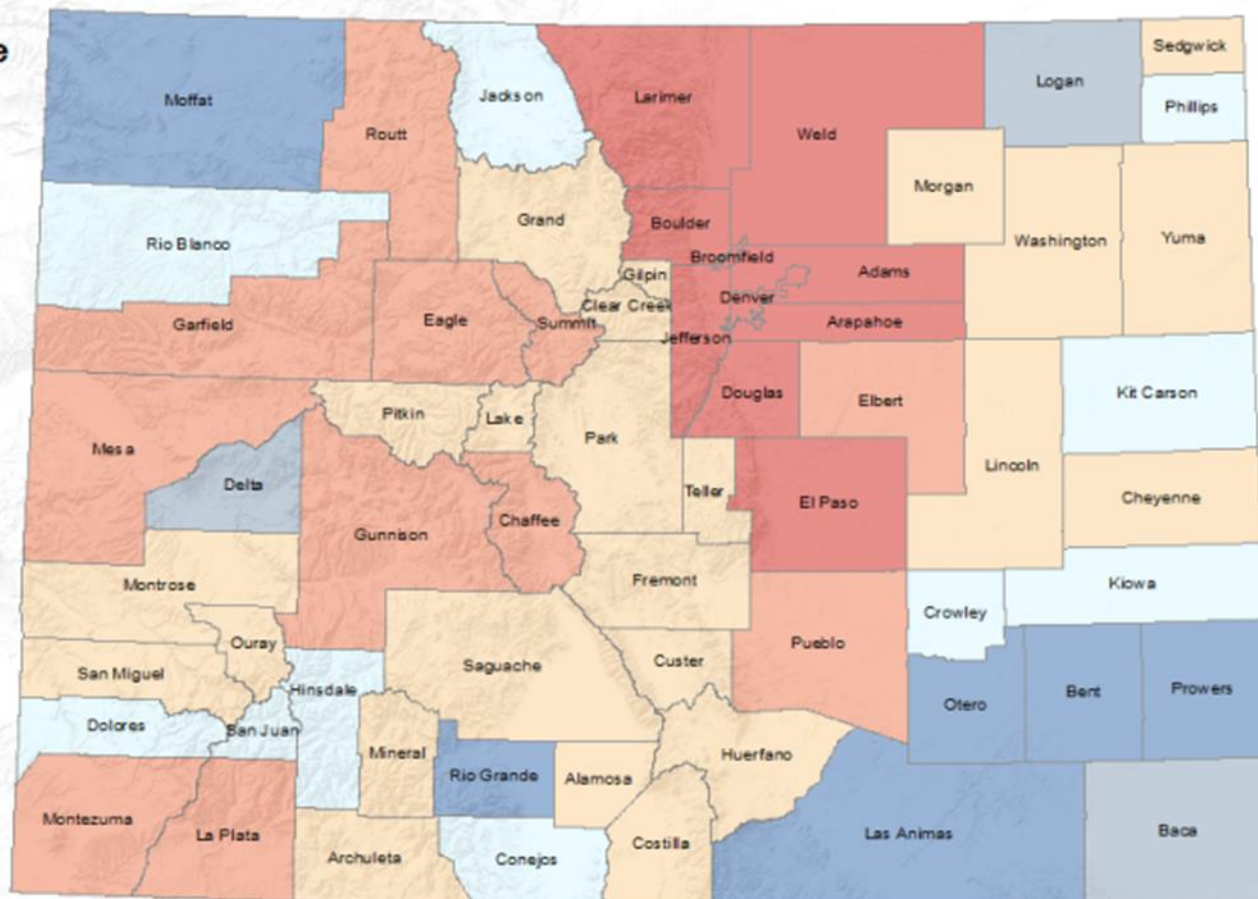 e
Moffat
Routt
Jackson
Larimer
Weld
Logan
Sedgwick
Phillips
Morgan
Washington
Yuma
Rio Blanco
Grand
Boulder
Broomfield
Gilpin
Adams
Clear Creek
Denver
Garfield
Eagle
Summit
Jefferson
Arapahoe
Pitkin
Lake
Park
Douglas
Elbert
Kit Carson
Mesa
Delta
Lincoln
Teller
El Paso
Cheyenne
Gunnison
Chaffee
Montrose
Fremont
Kiowa
Crowley
Ouray
Pueblo
San Miguel
Saguache
Custer
Hinsdale
Otero
Bent
Prowers
Dolores
San Juan
Mineral
Rio Grande
Alamosa
Huerfano
Montezuma
La Plata
Archuleta
Conejos
Costilla
Las Animas
Baca